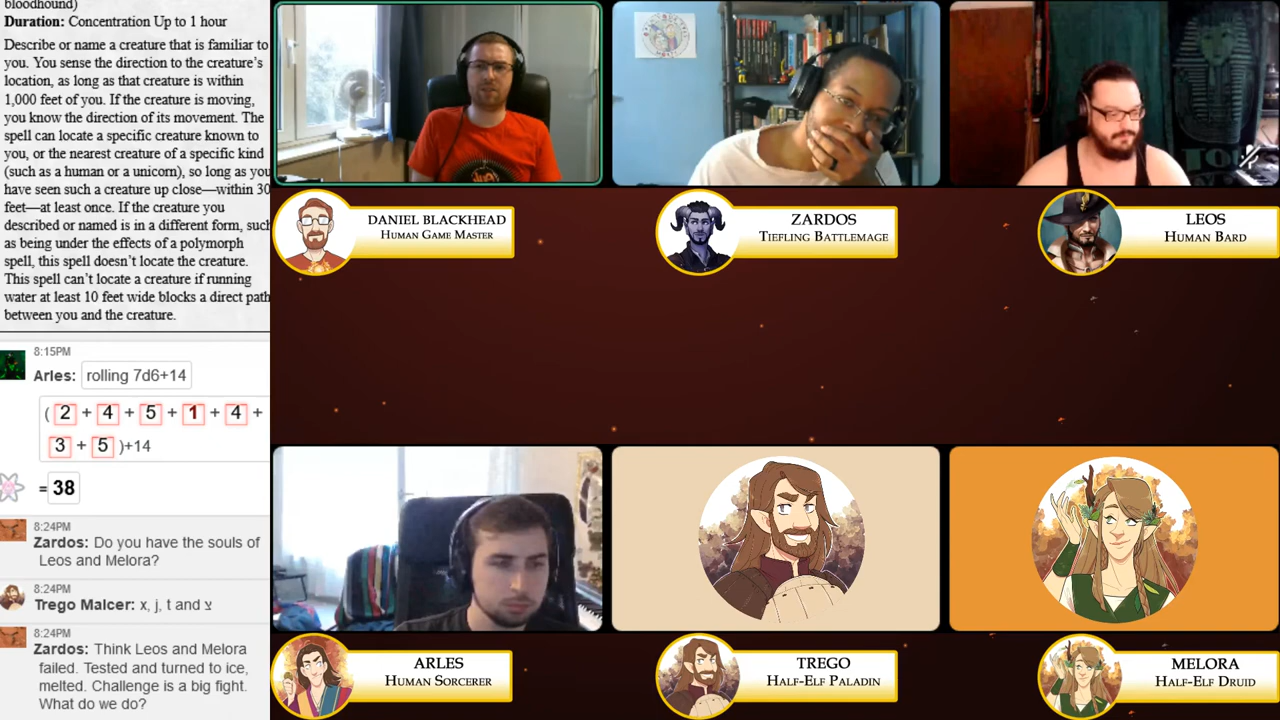 bloodhound)
Duration: Concentration Up to 1 hour
Describe or name a creature that is familiar to
you. You sense the direction to the creature's
location, as long as that creature is within
1,000 feet of you. If the creature is moving,
you know the direction of its movement. The
spell can locate a specific creature known to
you, or the nearest creature of a specific kind
(such as a human or a unicorn), so long as you
have seen such a creature up close—within 30
feet—at least once. If the creature you
described or named is in a different form, such
as being under the effects of a polymorph
spell, this spell doesn't locate the creature.
This spell can't locate a creature if running
water at least 10 feet wide blocks a direct path
between you and the creature.
8:15PM
Arles: rolling 7d6+14
( 2 + 4 + 5 + 1 + 4 +
3 + 5 )+14
= 38
8:24PM
Zardos: Do you have the souls of
Leos and Melora?
8:24PM
Trego Malcer: x, j, t and צ
8:24PM
Zardos: Think Leos and Melora
failed. Tested and turned to ice,
melted. Challenge is a big fight.
What do we do?
DANIEL BLACKHEAD
HUMAN GAME MASTER
ZARDOS
TIEFLING BATTLEMAGE
LEOS
HUMAN BARD
ARLES
HUMAN SORCERER
TREGO
HALF-ELF PALADIN
MELORA
HALF-ELF DRUID